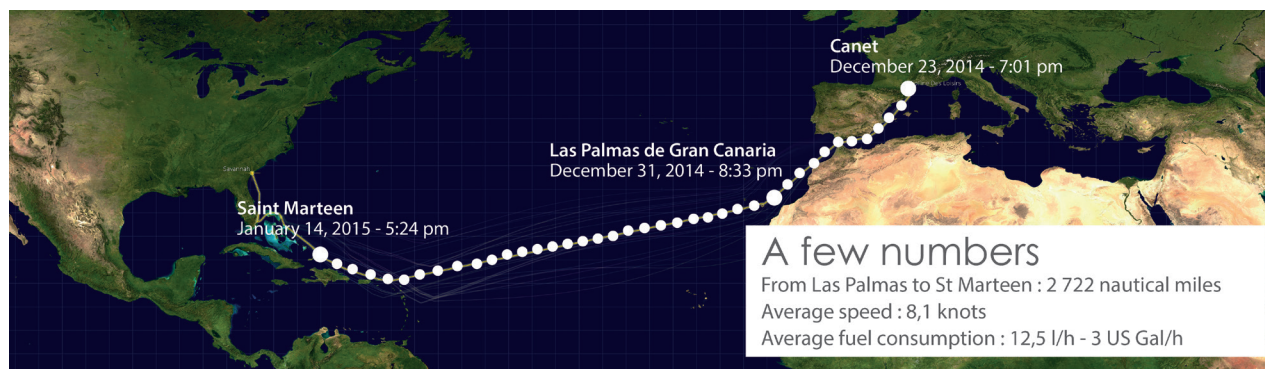 Canet
December 23, 2014 - 7:01 pm
Las Palmas de Gran Canaria
December 31, 2014 - 8:33 pm
Savannah
Saint Marteen
January 14, 2015 - 5:24 pm
A few numbers
From Las Palmas to St Marteen : 2 722 nautical miles
Average speed : 8,1 knots
Average fuel consumption : 12,5 l/h - 3 US Gal/h